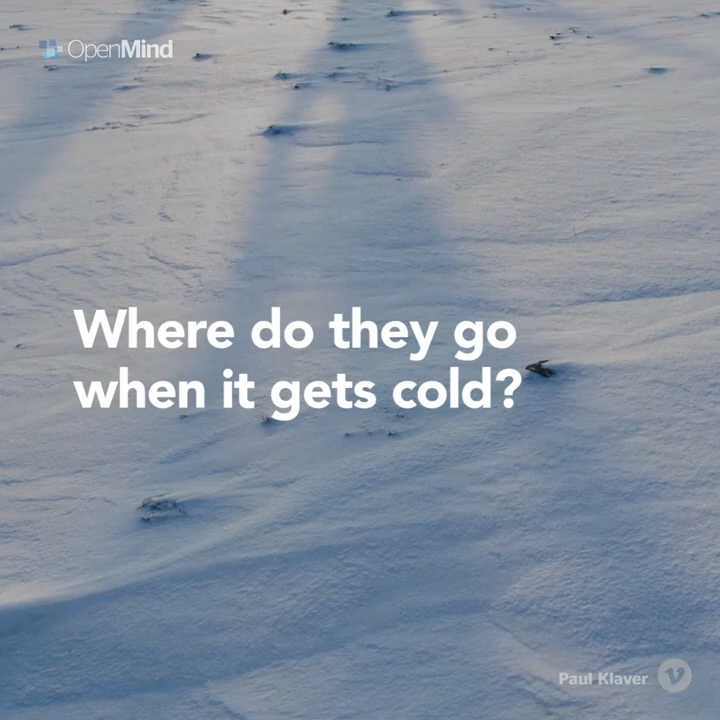 OpenMind
Where do they go
when it gets cold?
Paul Klaver